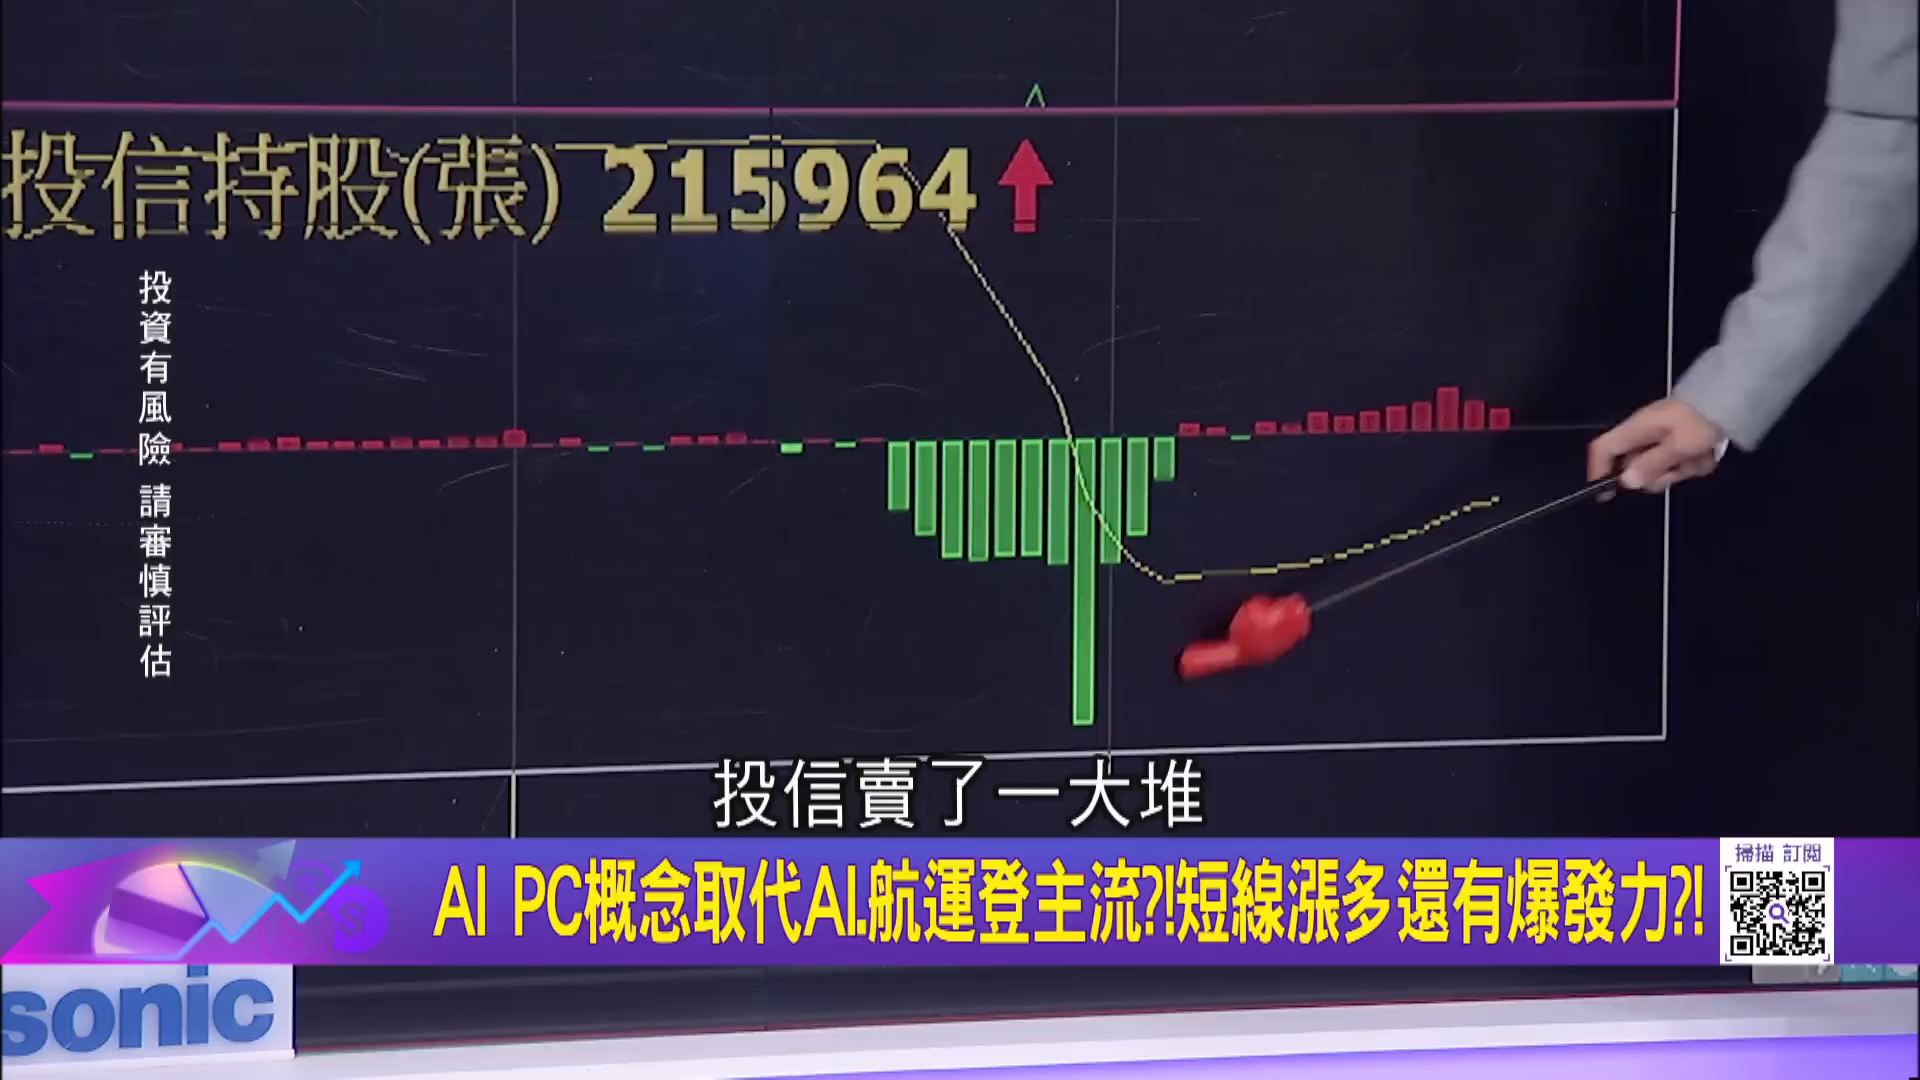 投信持股(張) 215964
投資有風險 請審慎評估
投信賣了一大堆
AI PC概念取代AI.航運登主流?!短線漲多還有爆發力?!
掃描 訂閱
sonic